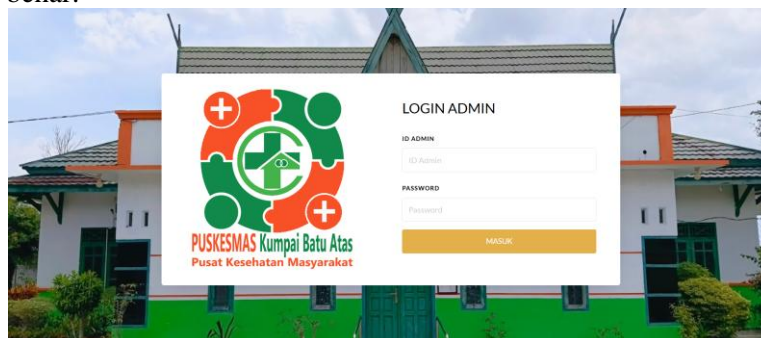 LOGIN ADMIN
ID ADMIN
ID Admin
PASSWORD
Password
MASUK
PUSKESMAS Kumpai Batu Atas
Pusat Kesehatan Masyarakat